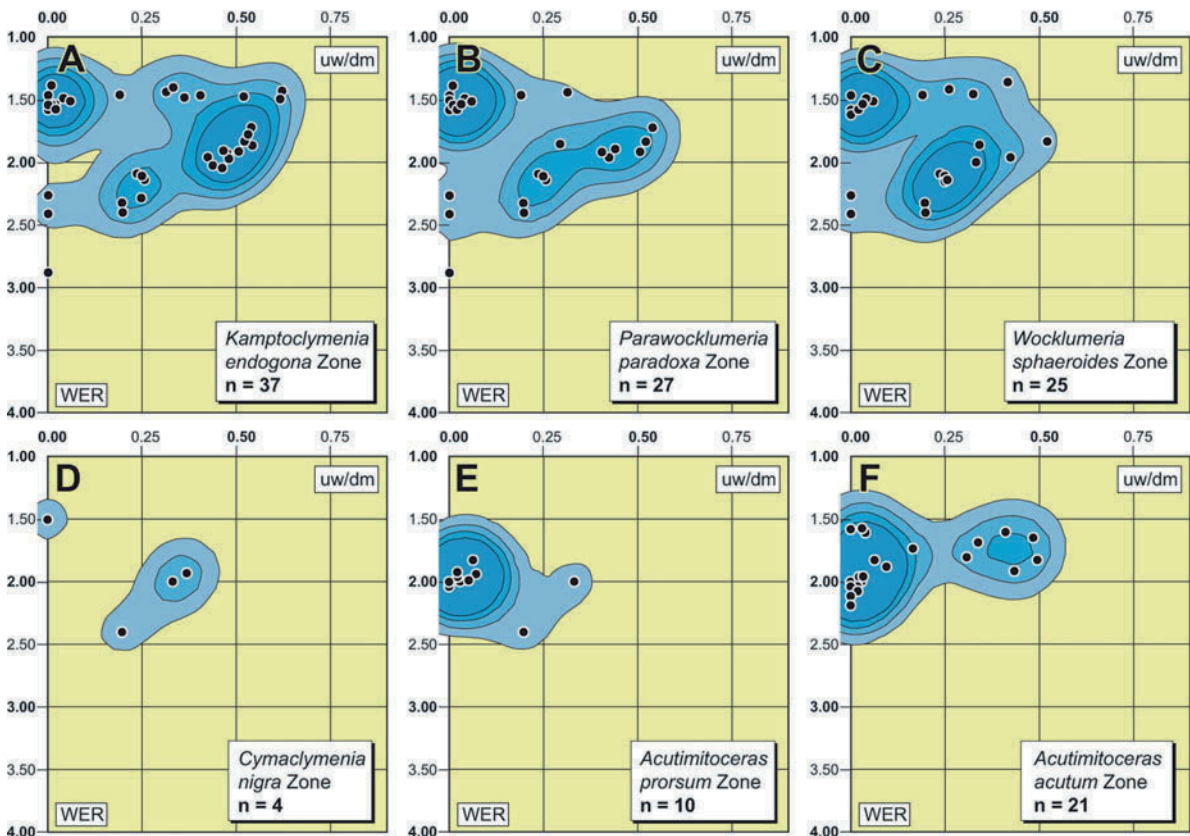 0.00 0.25 0.50 0.75
1.00
1.50
2.00
2.50
3.00
3.50
4.00
A
uw/dm
Kamptoclymenia
endogona Zone
n = 37
WER
0.00 0.25 0.50 0.75
1.00
1.50
2.00
2.50
3.00
3.50
4.00
B
uw/dm
Parawocklumeria
paradoxa Zone
n = 27
WER
0.00 0.25 0.50 0.75
1.00
1.50
2.00
2.50
3.00
3.50
4.00
C
uw/dm
Wocklumeria
sphaeroides Zone
n = 25
WER
0.00 0.25 0.50 0.75
1.00
1.50
2.00
2.50
3.00
3.50
4.00
D
uw/dm
Cymaclymenia
nigra Zone
n = 4
WER
0.00 0.25 0.50 0.75
1.00
1.50
2.00
2.50
3.00
3.50
4.00
E
uw/dm
Acutimitoceras
prorsum Zone
n = 10
WER
0.00 0.25 0.50 0.75
1.00
1.50
2.00
2.50
3.00
3.50
4.00
F
uw/dm
Acutimitoceras
acutum Zone
n = 21
WER